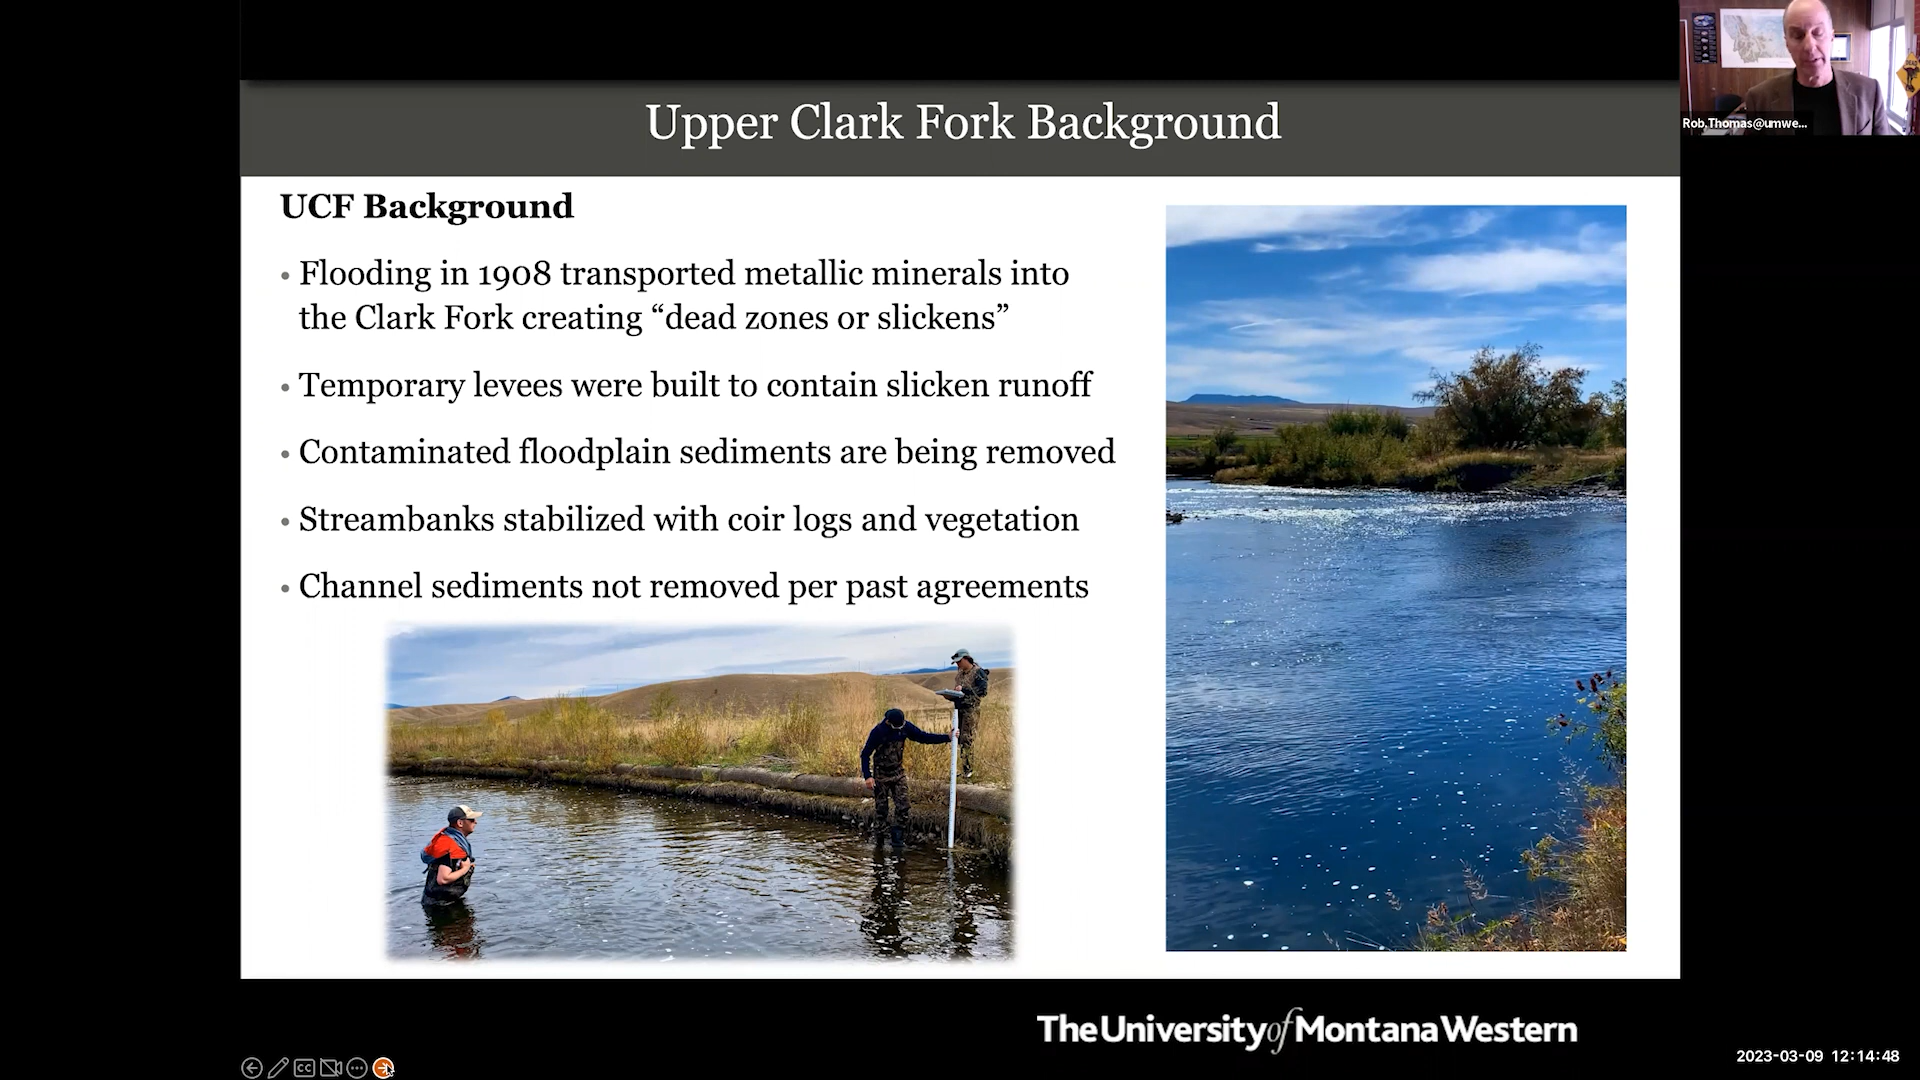 Upper Clark Fork Background
Rob.Thomas@umwe...
UCF Background
• Flooding in 1908 transported metallic minerals into
the Clark Fork creating “dead zones or slickens”
• Temporary levees were built to contain slicken runoff
• Contaminated floodplain sediments are being removed
• Streambanks stabilized with coir logs and vegetation
• Channel sediments not removed per past agreements
The University of Montana Western
CC
2023-03-09 12:14:48